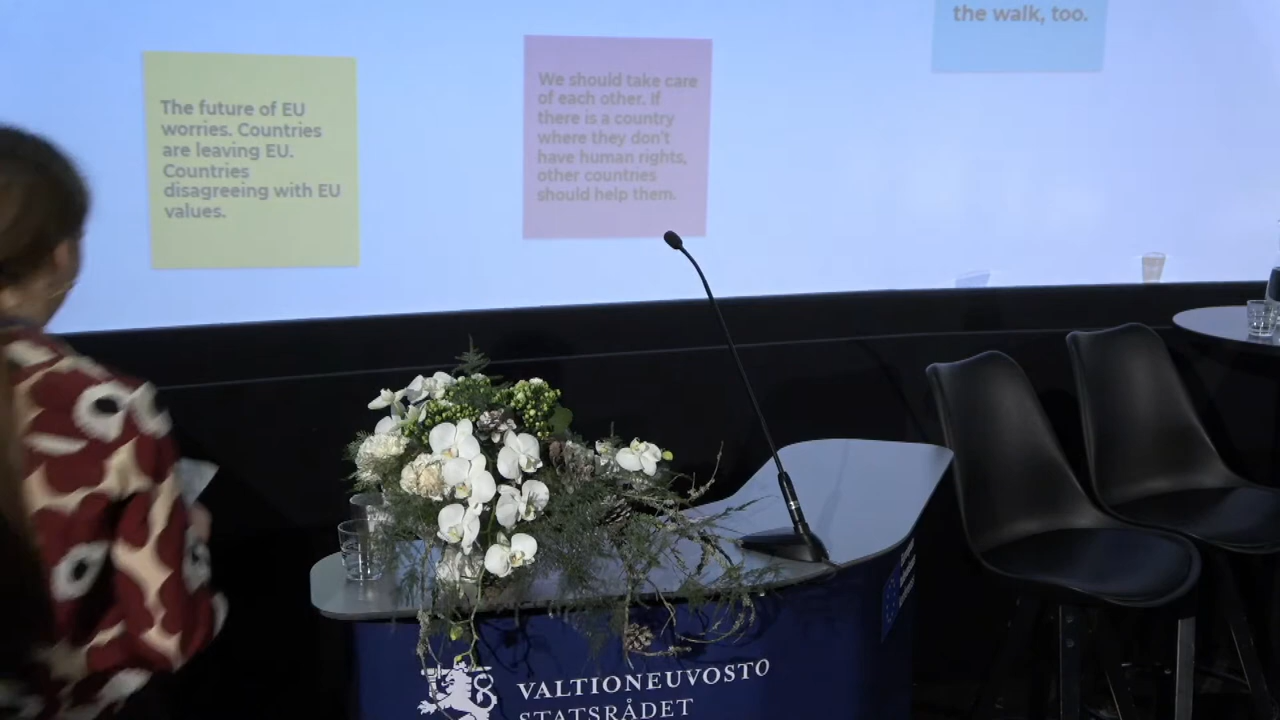 the walk, too.
The future of EU
worries. Countries
are leaving EU.
Countries
disagreeing with EU
values.
We should take care
of each other. If
there is a country
where they don't
have human rights,
other countries
should help them.
VALTIONEUVOSTO
STATSRÅDET